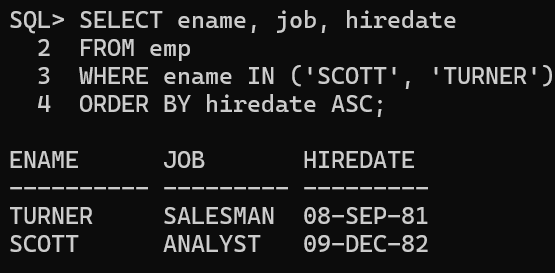 SQL> SELECT ename, job, hiredate
  2  FROM emp
  3  WHERE ename IN ('SCOTT', 'TURNER')
  4  ORDER BY hiredate ASC;

ENAME      JOB       HIREDATE
---------- --------- ---------
TURNER     SALESMAN  08-SEP-81
SCOTT      ANALYST   09-DEC-82